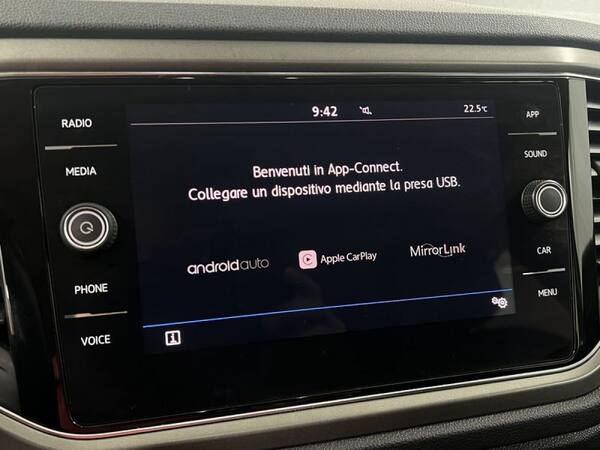 RADIO
MEDIA
PHONE
VOICE
9:42
22.5°C
Benvenuti in App-Connect.
Collegare un dispositivo mediante la presa USB.
androidauto
Apple CarPlay
MirrorLink
APP
SOUND
CAR
MENU